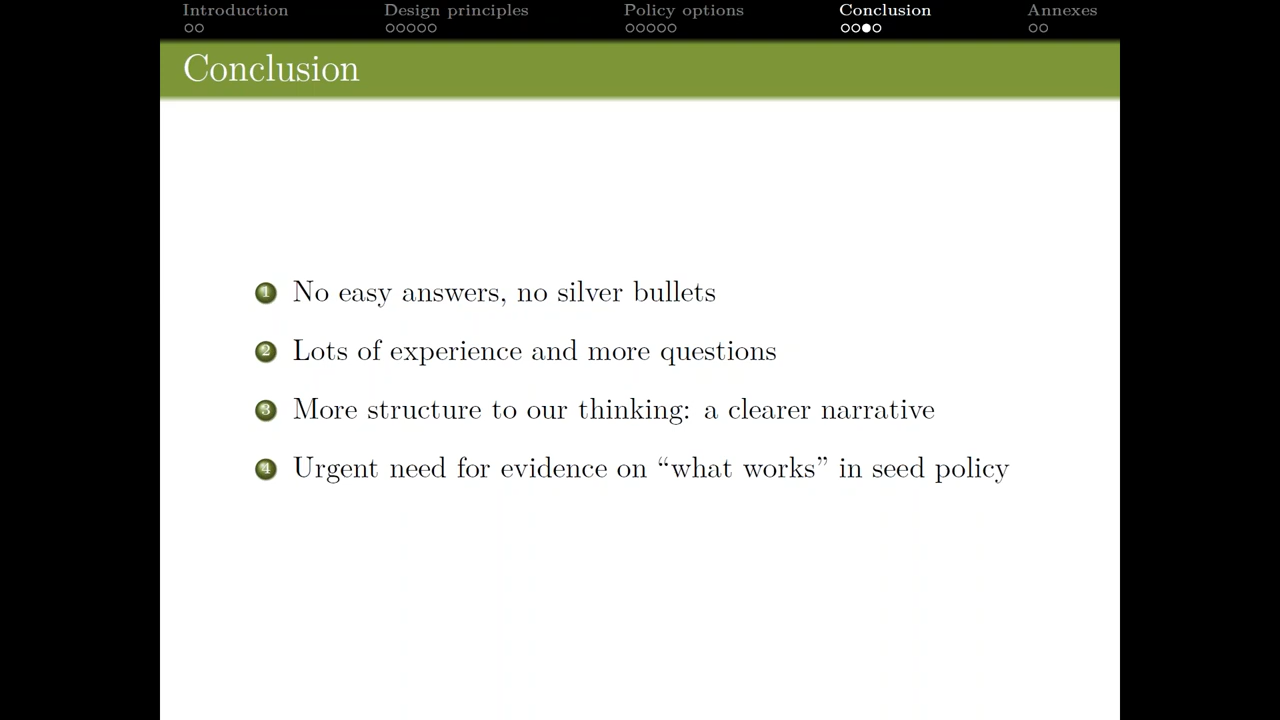 Introduction Design principles Policy options Conclusion Annexes
Conclusion
1 No easy answers, no silver bullets
2 Lots of experience and more questions
3 More structure to our thinking: a clearer narrative
4 Urgent need for evidence on “what works” in seed policy